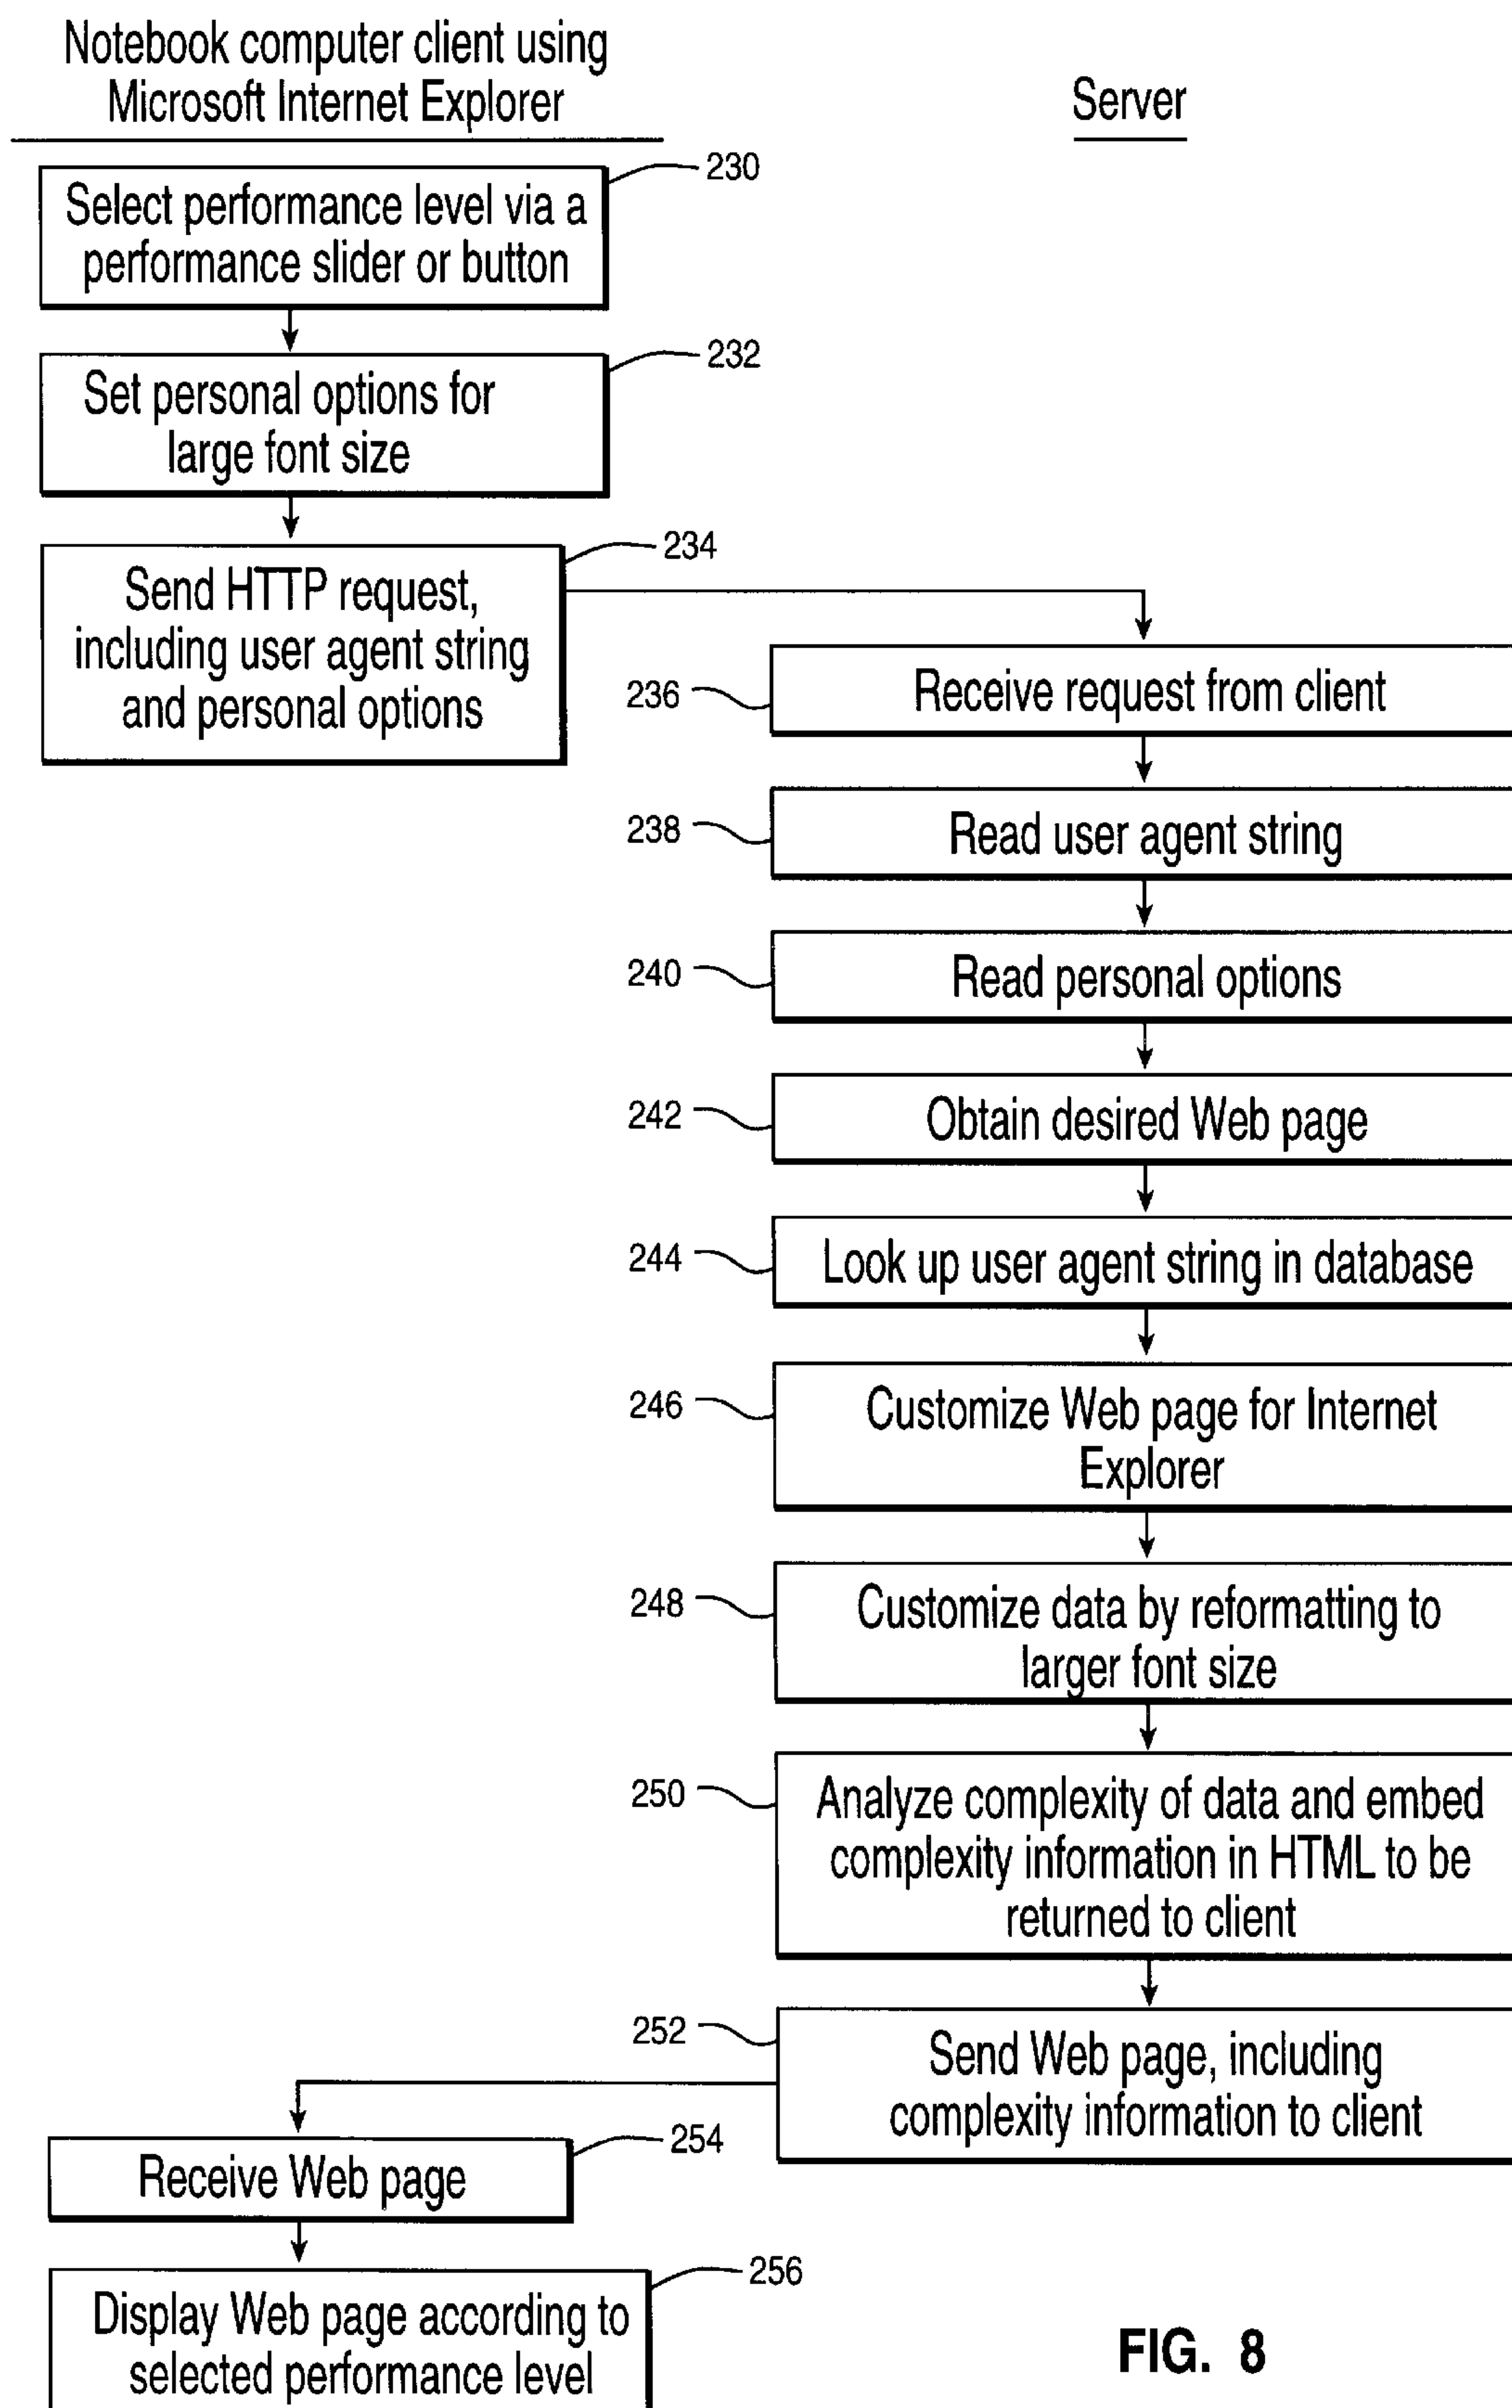 Notebook computer client using
Microsoft Internet Explorer
Server
230
Select performance level via a
performance slider or button
232
Set personal options for
large font size
234
Send HTTP request,
including user agent string
and personal options
236
Receive request from client
238
Read user agent string
240
Read personal options
242
Obtain desired Web page
244
Look up user agent string in database
246
Customize Web page for Internet
Explorer
248
Customize data by reformatting to
larger font size
250
Analyze complexity of data and embed
complexity information in HTML to be
returned to client
252
Send Web page, including
complexity information to client
254
Receive Web page
256
Display Web page according to
selected performance level
FIG. 8